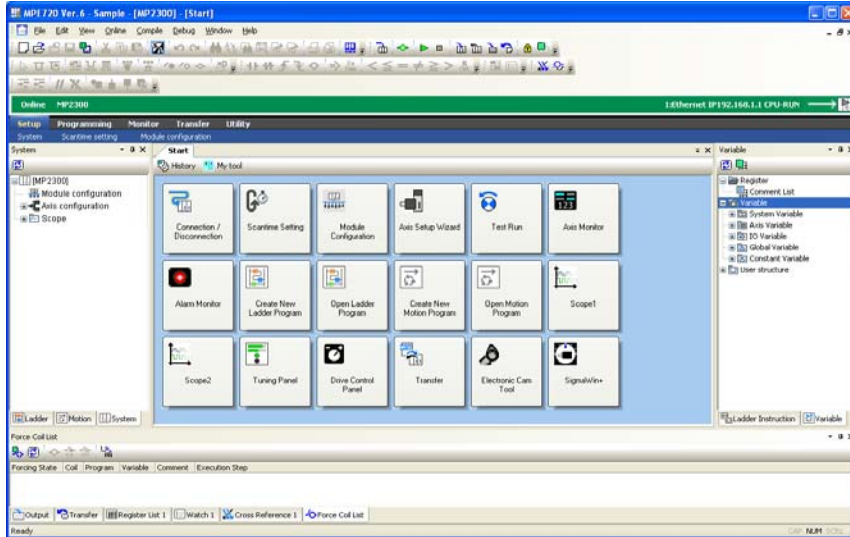 MPE720 Ver.6 - Sample - [MP2300] - [Start]
File Edit View Online Compile Debug Window Help
Online MP2300 1:Ethernet IP192.168.1.1 CPU-RUN
Setup Programming Monitor Transfer Utility
System Scantime setting Module configuration
System
[MP2300]
Module configuration
Axis configuration
Scope
Ladder Motion System
Start
History My tool
Connection / Disconnection
Scantime Setting
Module Configuration
Axis Setup Wizard
Test Run
Axis Monitor
Alarm Monitor
Create New Ladder Program
Open Ladder Program
Create New Motion Program
Open Motion Program
Scope1
Scope2
Tuning Panel
Drive Control Panel
Transfer
Electronic Cam Tool
SigmaWin+
Variable
Register
Comment List
Variable
System Variable
Axis Variable
IO Variable
Global Variable
Constant Variable
User structure
Ladder Instruction Variable
Force Coil List
Forcing State Coil Program Variable Comment Execution Step
Output Transfer Register List 1 Watch 1 Cross Reference 1 Force Coil List
Ready CAP NUM SCRL